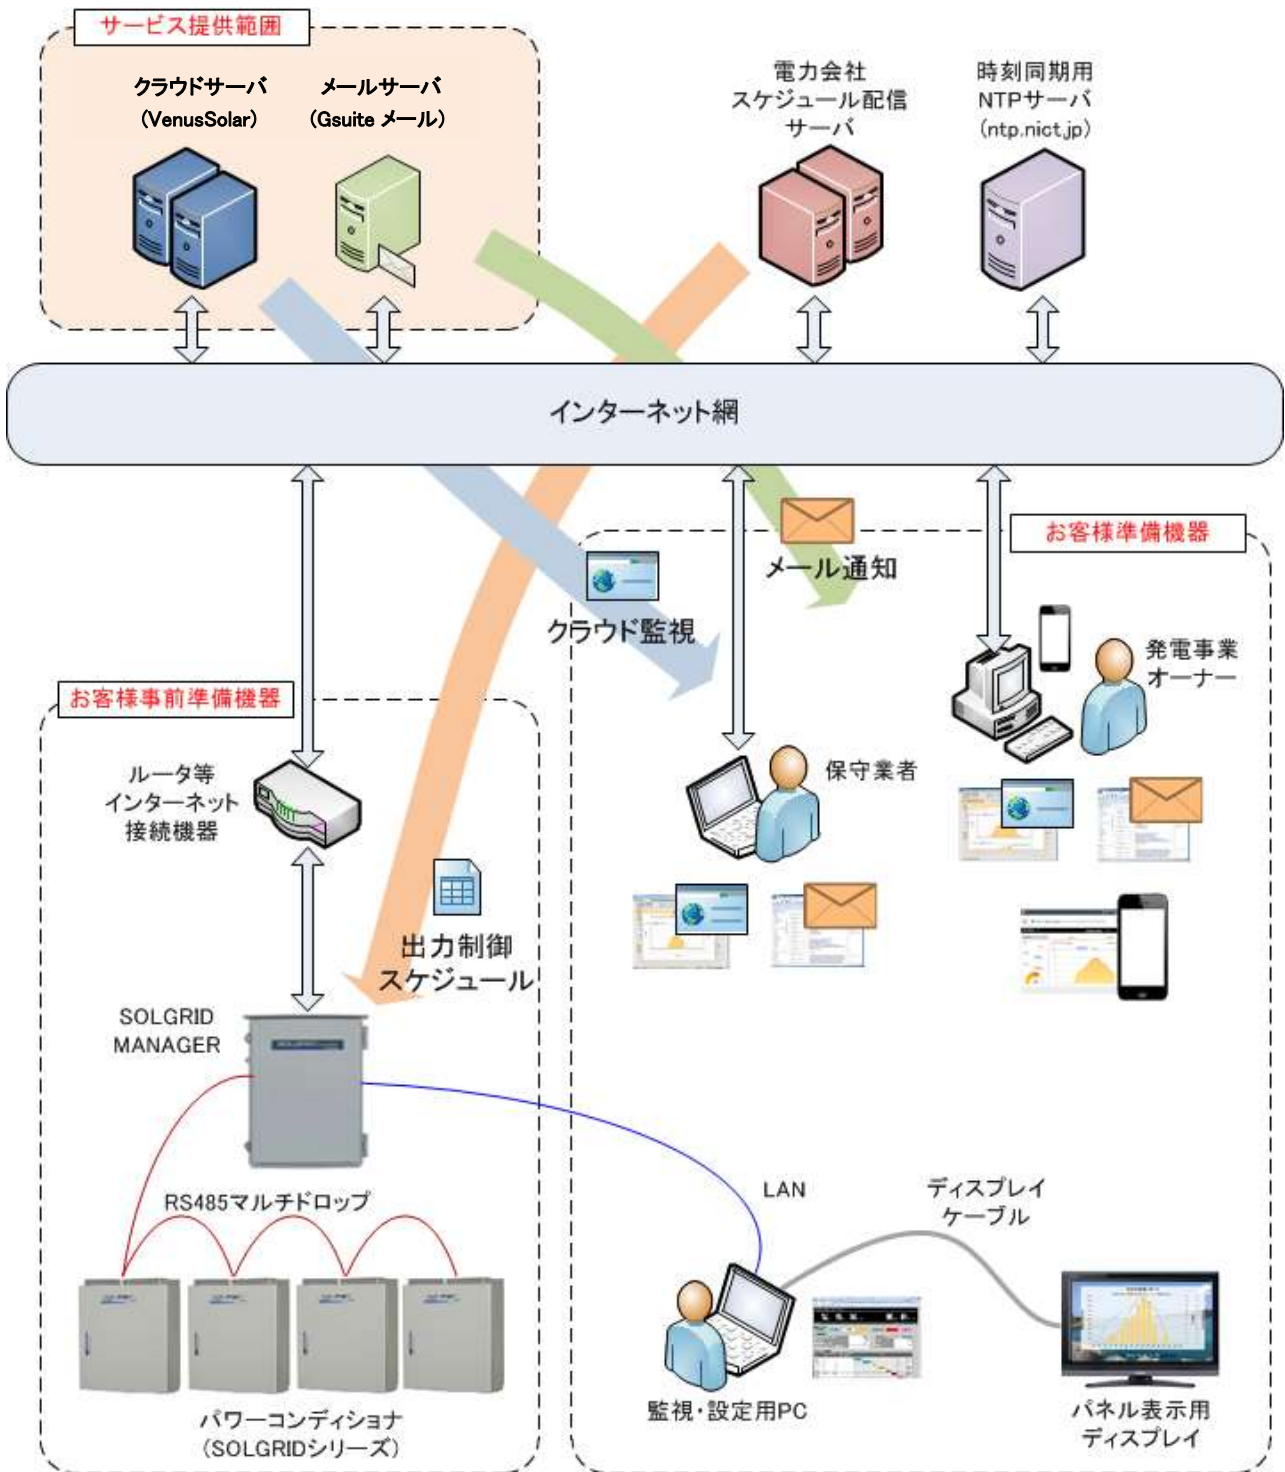 サービス提供範囲
クラウドサーバ
(VenusSolar)
メールサーバ
(Gsuite メール)
電力会社
スケジュール配信
サーバ
時刻同期用
NTPサーバ
(ntp.nict.jp)
インターネット網
お客様準備機器
メール通知
クラウド監視
発電事業
オーナー
お客様事前準備機器
ルータ等
インターネット
接続機器
保守業者
出力制御
スケジュール
SOLGRID
MANAGER
RS485マルチドロップ
LAN
ディスプレイ
ケーブル
パワーコンディショナ
(SOLGRIDシリーズ)
監視・設定用PC
パネル表示用
ディスプレイ